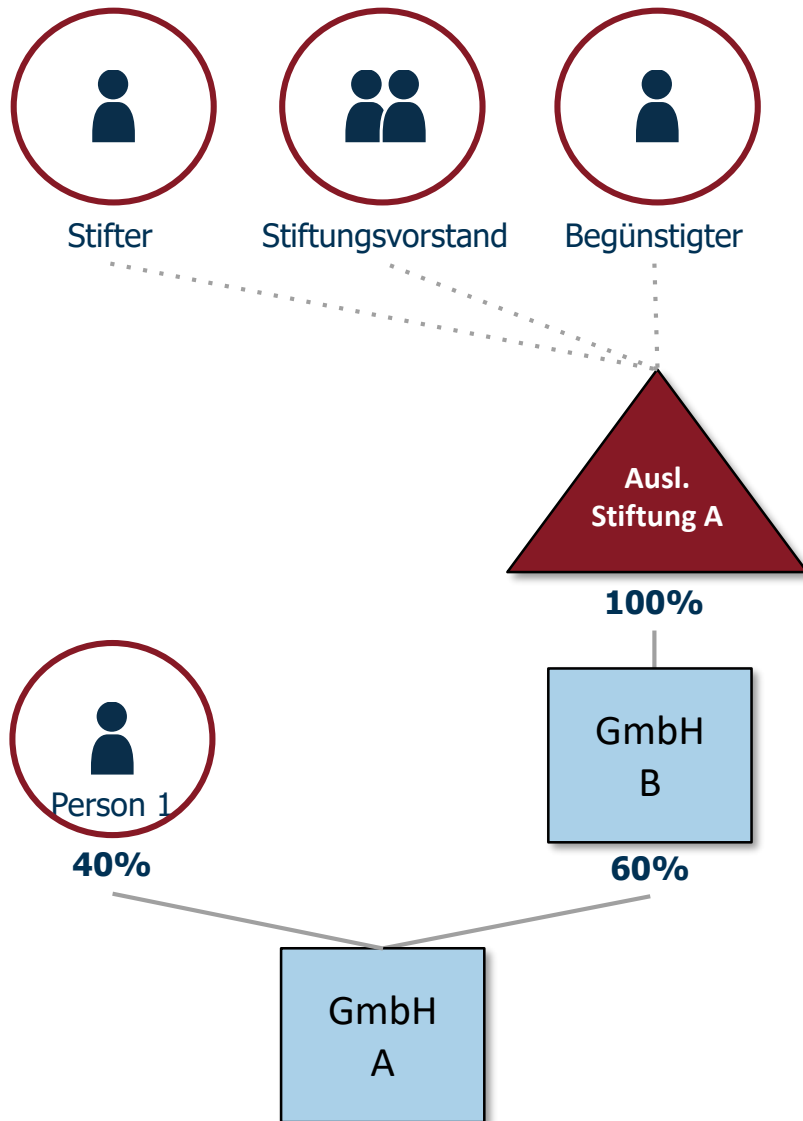 Stifter
Stiftungsvorstand
Begünstigter
Ausl.
Stiftung A
100%
GmbH
B
Person 1
40%
60%
GmbH
A